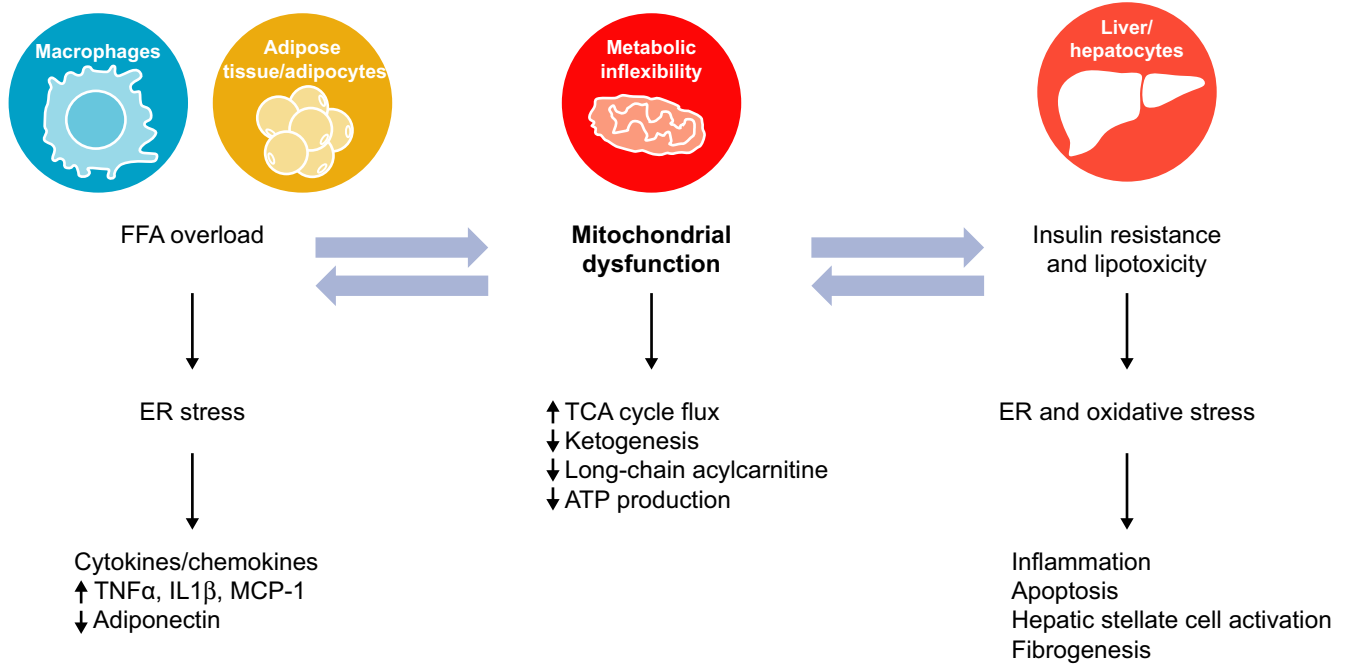 Macrophages
Adipose
tissue/adipocytes
Metabolic
inflexibility
Liver/
hepatocytes
FFA overload
Mitochondrial
dysfunction
Insulin resistance
and lipotoxicity
ER stress
↑ TCA cycle flux
↓ Ketogenesis
↓ Long-chain acylcarnitine
↓ ATP production
ER and oxidative stress
Cytokines/chemokines
↑ TNFα, IL1β, MCP-1
↓ Adiponectin
Inflammation
Apoptosis
Hepatic stellate cell activation
Fibrogenesis